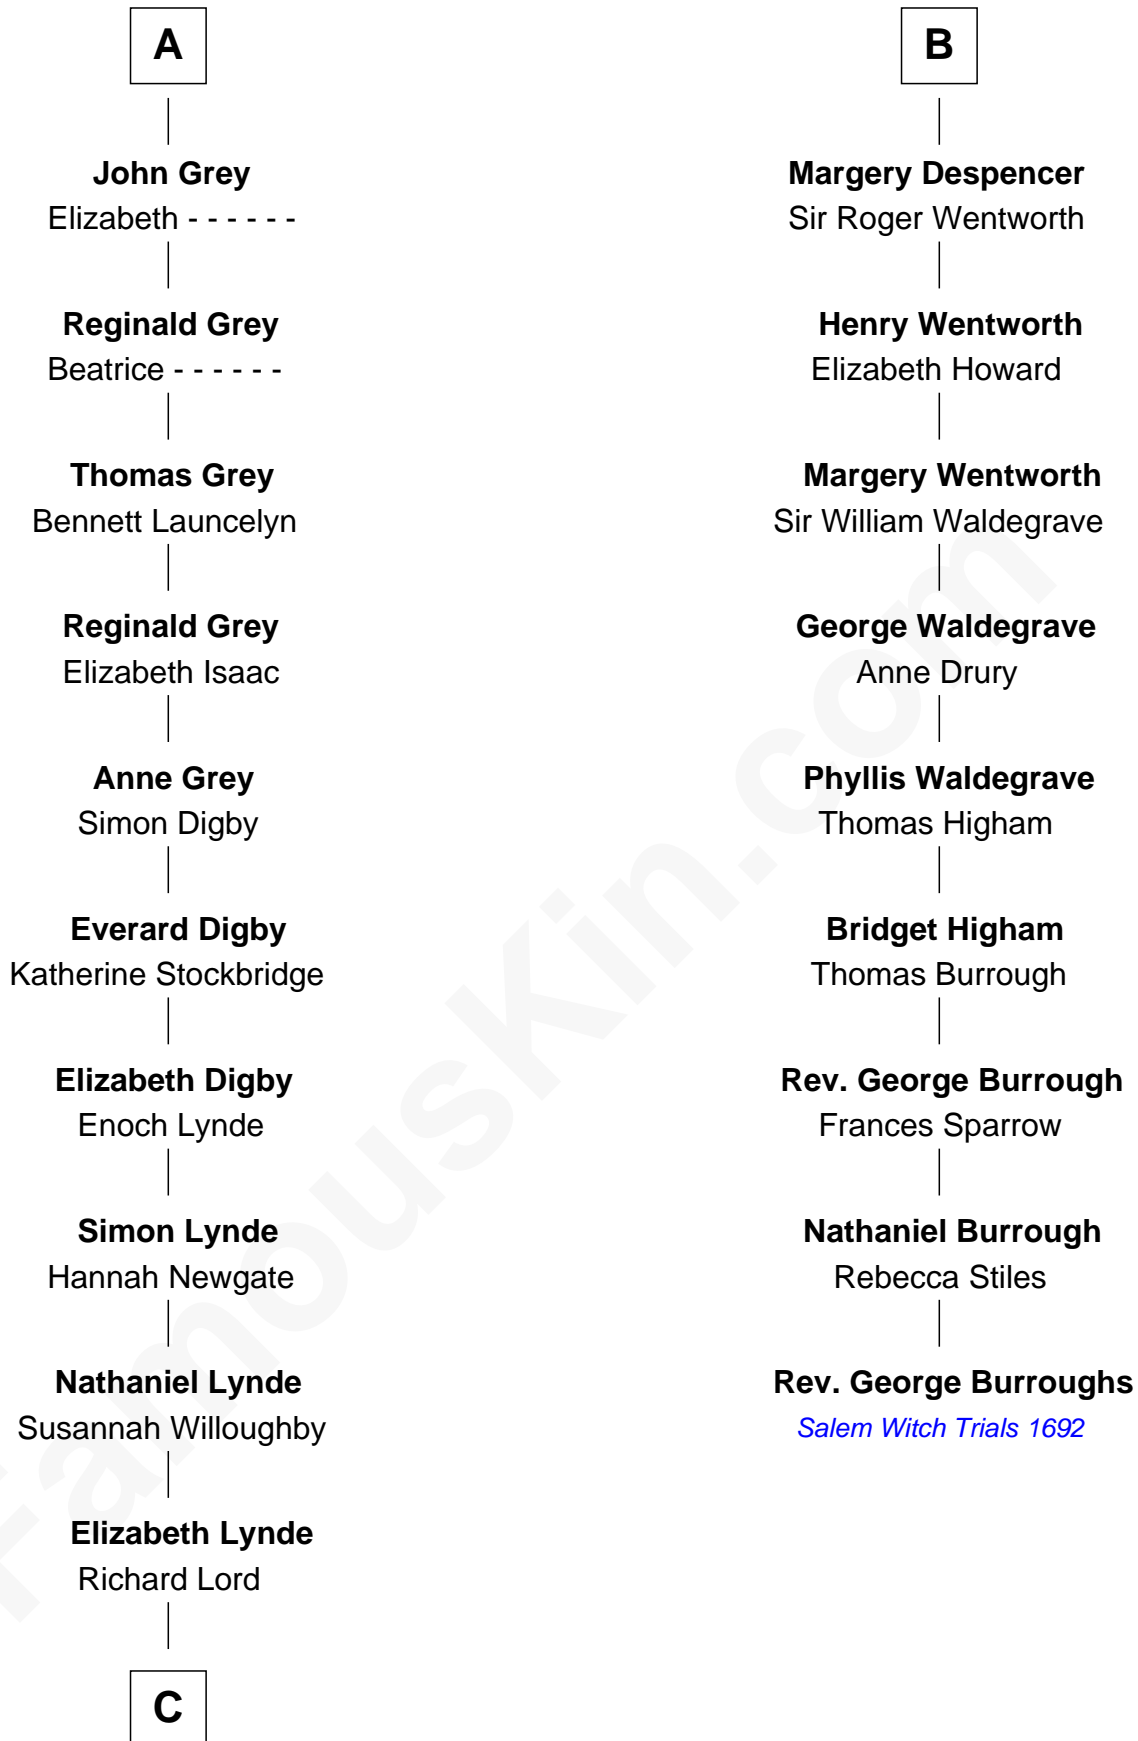 A
John Grey
Elizabeth - - - - - -
Reginald Grey
Beatrice - - - - - -
Thomas Grey
Bennett Launcelyn
Reginald Grey
Elizabeth Isaac
Anne Grey
Simon Digby
Everard Digby
Katherine Stockbridge
Elizabeth Digby
Enoch Lynde
Simon Lynde
Hannah Newgate
Nathaniel Lynde
Susannah Willoughby
Elizabeth Lynde
Richard Lord
C
B
Margery Despencer
Sir Roger Wentworth
Henry Wentworth
Elizabeth Howard
Margery Wentworth
Sir William Waldegrave
George Waldegrave
Anne Drury
Phyllis Waldegrave
Thomas Higham
Bridget Higham
Thomas Burrough
Rev. George Burrough
Frances Sparrow
Nathaniel Burrough
Rebecca Stiles
Rev. George Burroughs
Salem Witch Trials 1692
FamousKin.com